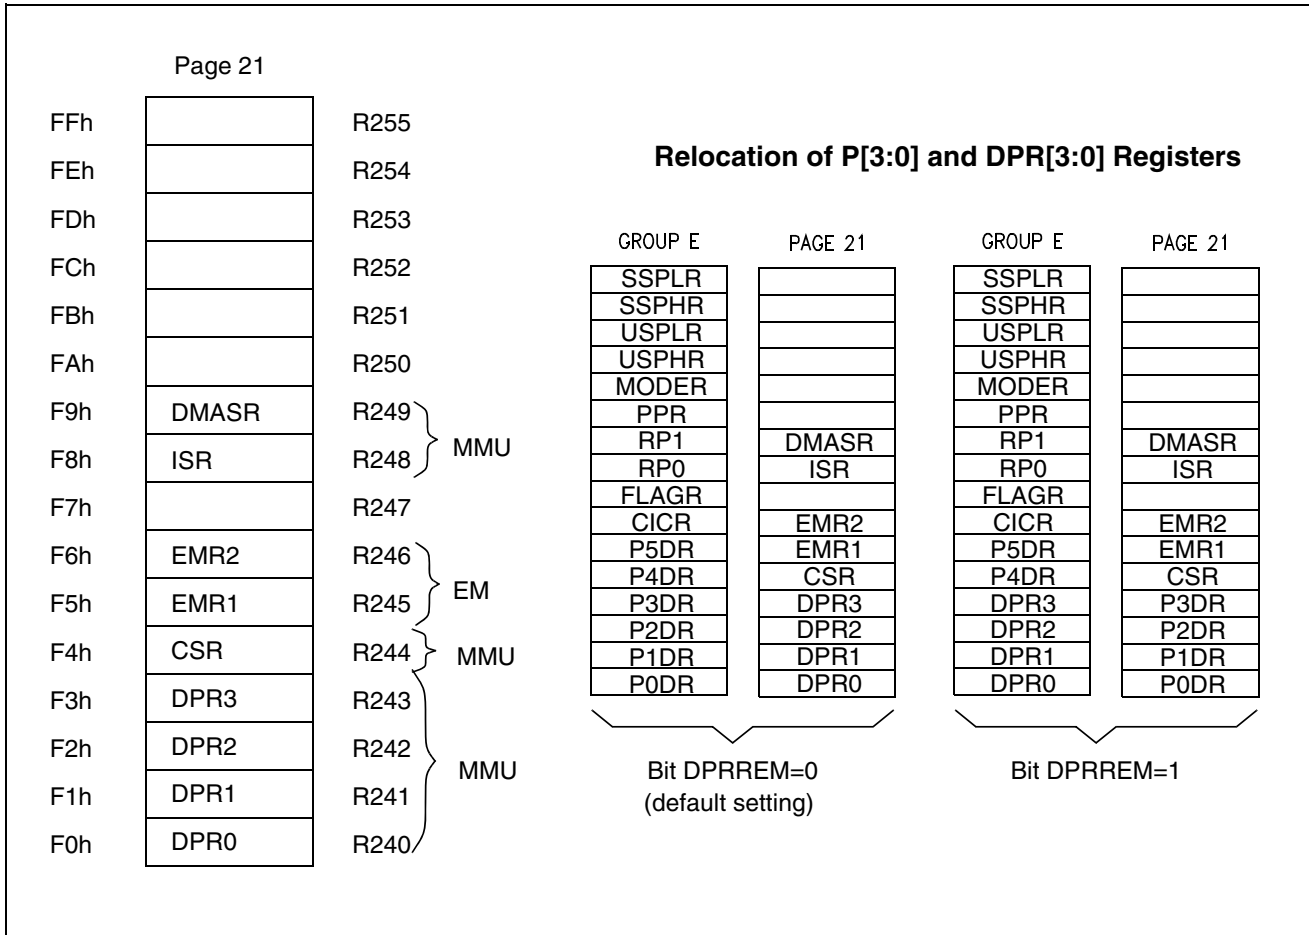 Page 21
FFh R255
FEh R254
FDh R253
FCh R252
FBh R251
FAh R250
F9h DMASR R249
F8h ISR R248
MMU
F7h R247
F6h EMR2 R246
F5h EMR1 R245
EM
F4h CSR R244 MMU
F3h DPR3 R243
F2h DPR2 R242
F1h DPR1 R241
F0h DPR0 R240
MMU
Relocation of P[3:0] and DPR[3:0] Registers
GROUP E PAGE 21 GROUP E PAGE 21
SSPLR SSPLR
SSPHR SSPHR
USPLR USPLR
USPHR USPHR
MODER MODER
PPR PPR
RP1 DMASR RP1 DMASR
RP0 ISR RP0 ISR
FLAGR FLAGR
CICR EMR2 CICR EMR2
P5DR EMR1 P5DR EMR1
P4DR CSR P4DR CSR
P3DR DPR3 DPR3 P3DR
P2DR DPR2 DPR2 P2DR
P1DR DPR1 DPR1 P1DR
P0DR DPR0 DPR0 P0DR
Bit DPRREM=0 Bit DPRREM=1
(default setting)